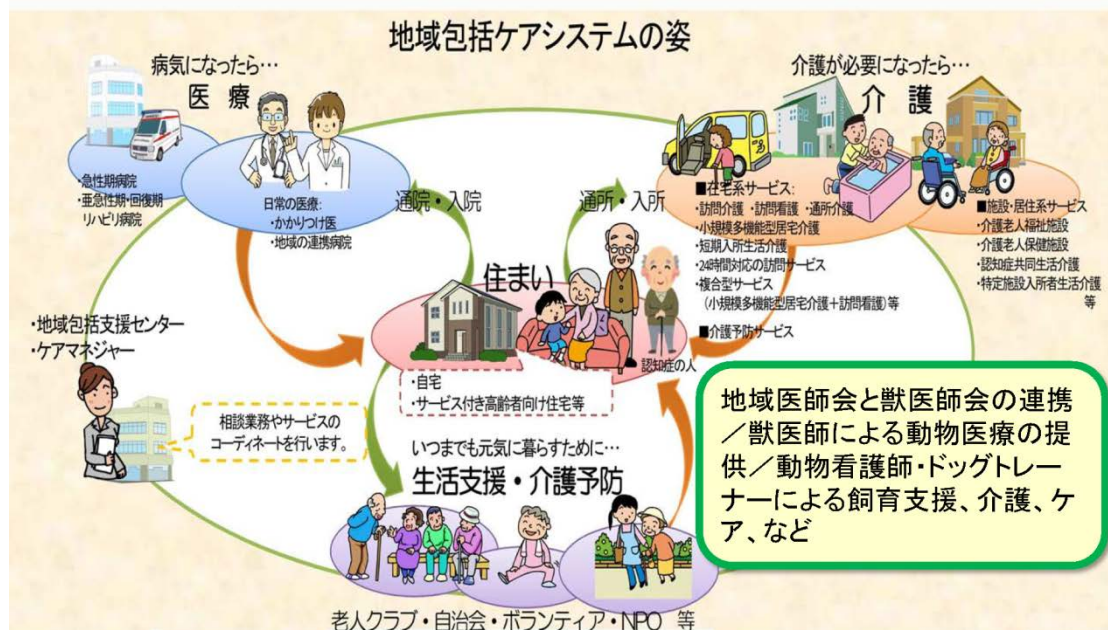 地域包括ケアシステムの姿
病気になったら…
医 療
・急性期病院
・亜急性期・回復期
リハビリ病院
日常の医療:
・かかりつけ医
・地域の連携病院
通院・入院
通所・入所
介護が必要になったら…
介 護
■在宅系サービス:
・訪問介護 ・訪問看護 ・通所介護
・小規模多機能型居宅介護
・短期入所生活介護
・24時間対応の訪問サービス
・複合型サービス
(小規模多機能型居宅介護+訪問看護)等
■介護予防サービス
■施設・居住系サービス
・介護老人福祉施設
・介護老人保健施設
・認知症共同生活介護
・特定施設入所者生活介護
等
住まい
認知症の人
・自宅
・サービス付き高齢者向け住宅等
・地域包括支援センター
・ケアマネジャー
相談業務やサービスの
コーディネートを行います。
いつまでも元気に暮らすために…
生活支援・介護予防
老人クラブ・自治会・ボランティア・NPO 等
地域医師会と獣医師会の連携
／獣医師による動物医療の提
供／動物看護師・ドッグトレー
ナーによる飼育支援、介護、ケ
ア、など